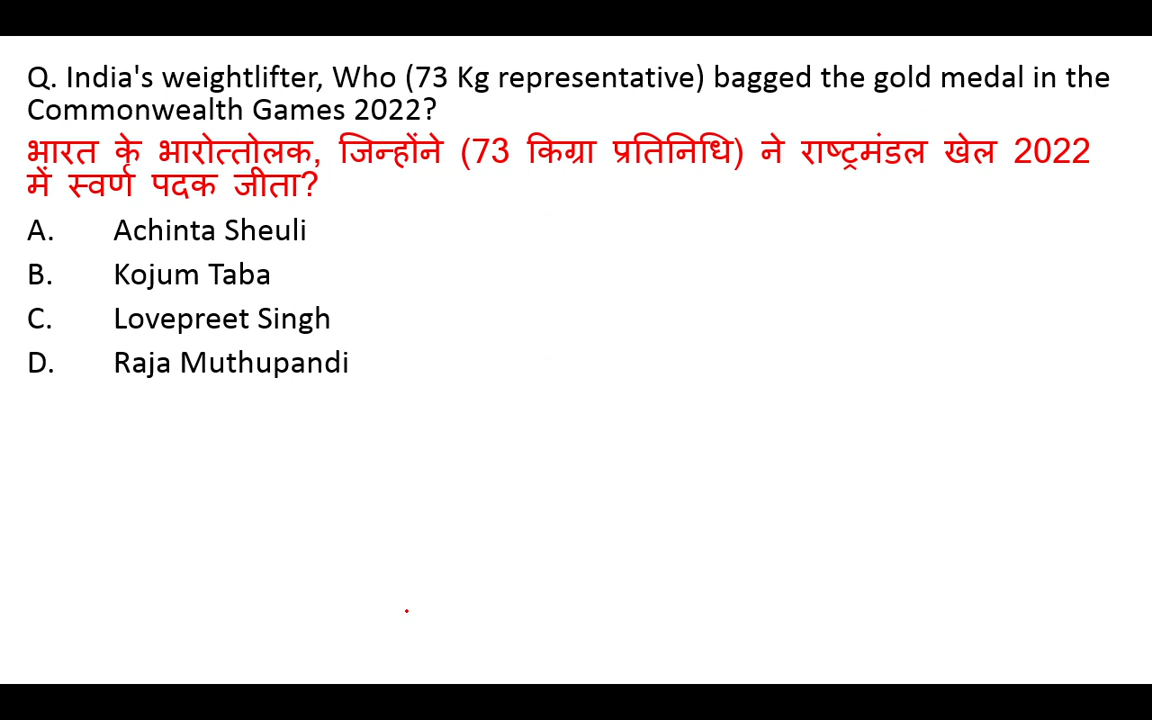 Q. India's weightlifter, Who (73 Kg representative) bagged the gold medal in the
Commonwealth Games 2022?
भारत के भारोत्तोलक, जिन्होंने (73 किग्रा प्रतिनिधि) ने राष्ट्रमंडल खेल 2022
में स्वर्ण पदक जीता?
A. Achinta Sheuli
B. Kojum Taba
C. Lovepreet Singh
D. Raja Muthupandi